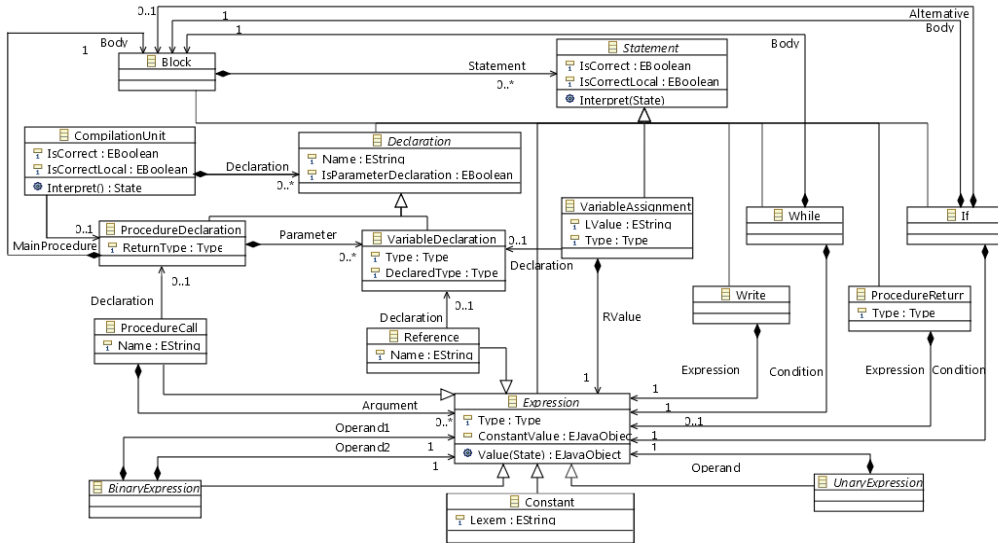 0..1
1
Alternative
Body
1
Body
1
Body
Block
Statement
0..*
Statement
IsCorrect : EBoolean
IsCorrectLocal : EBoolean
Interpret(State)
CompilationUnit
IsCorrect : EBoolean
IsCorrectLocal : EBoolean
Interpret() : State
Declaration
0..*
Declaration
Name : EString
IsParameterDeclaration : EBoolean
0..1
MainProcedure
ProcedureDeclaration
ReturnType : Type
Parameter
0..*
VariableDeclaration
Type : Type
DeclaredType : Type
0..1
Declaration
VariableAssignment
LValue : EString
Type : Type
While
If
0..1
Declaration
0..1
Declaration
RValue
1
Write
ProcedureReturr
Type : Type
ProcedureCall
Name : EString
Reference
Name : EString
Expression
1
Condition
1
Expression
0..1
Condition
1
Argument
0..*
Expression
Type : Type
ConstantValue : EJavaObjec
Value(State) : EJavaObject
Operand1
1
Operand2
1
Operand
1
BinaryExpression
Constant
Lexem : EString
UnaryExpression